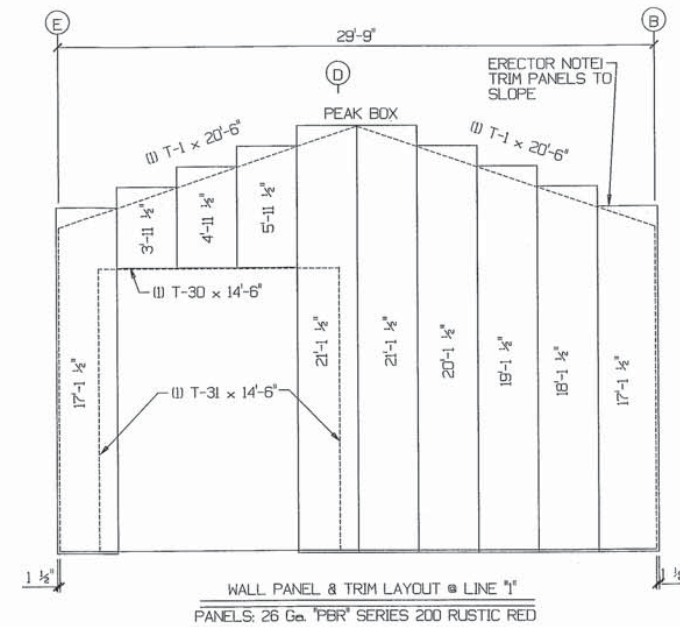 E
B
29'-9"
D
ERECTOR NOTE!
TRIM PANELS TO
SLOPE
PEAK BOX
(1) T-1 x 20'-6"
(1) T-1 x 20'-6"
3'-11 ½"
4'-11 ½"
5'-11 ½"
(1) T-30 x 14'-6"
17'-1 ½"
(1) T-31 x 14'-6"
21'-1 ½"
21'-1 ½"
20'-1 ½"
19'-1 ½"
18'-1 ½"
17'-1 ½"
1 ½"
1 ½"
WALL PANEL & TRIM LAYOUT @ LINE "1"
PANELS: 26 Ga. "PBR" SERIES 200 RUSTIC RED